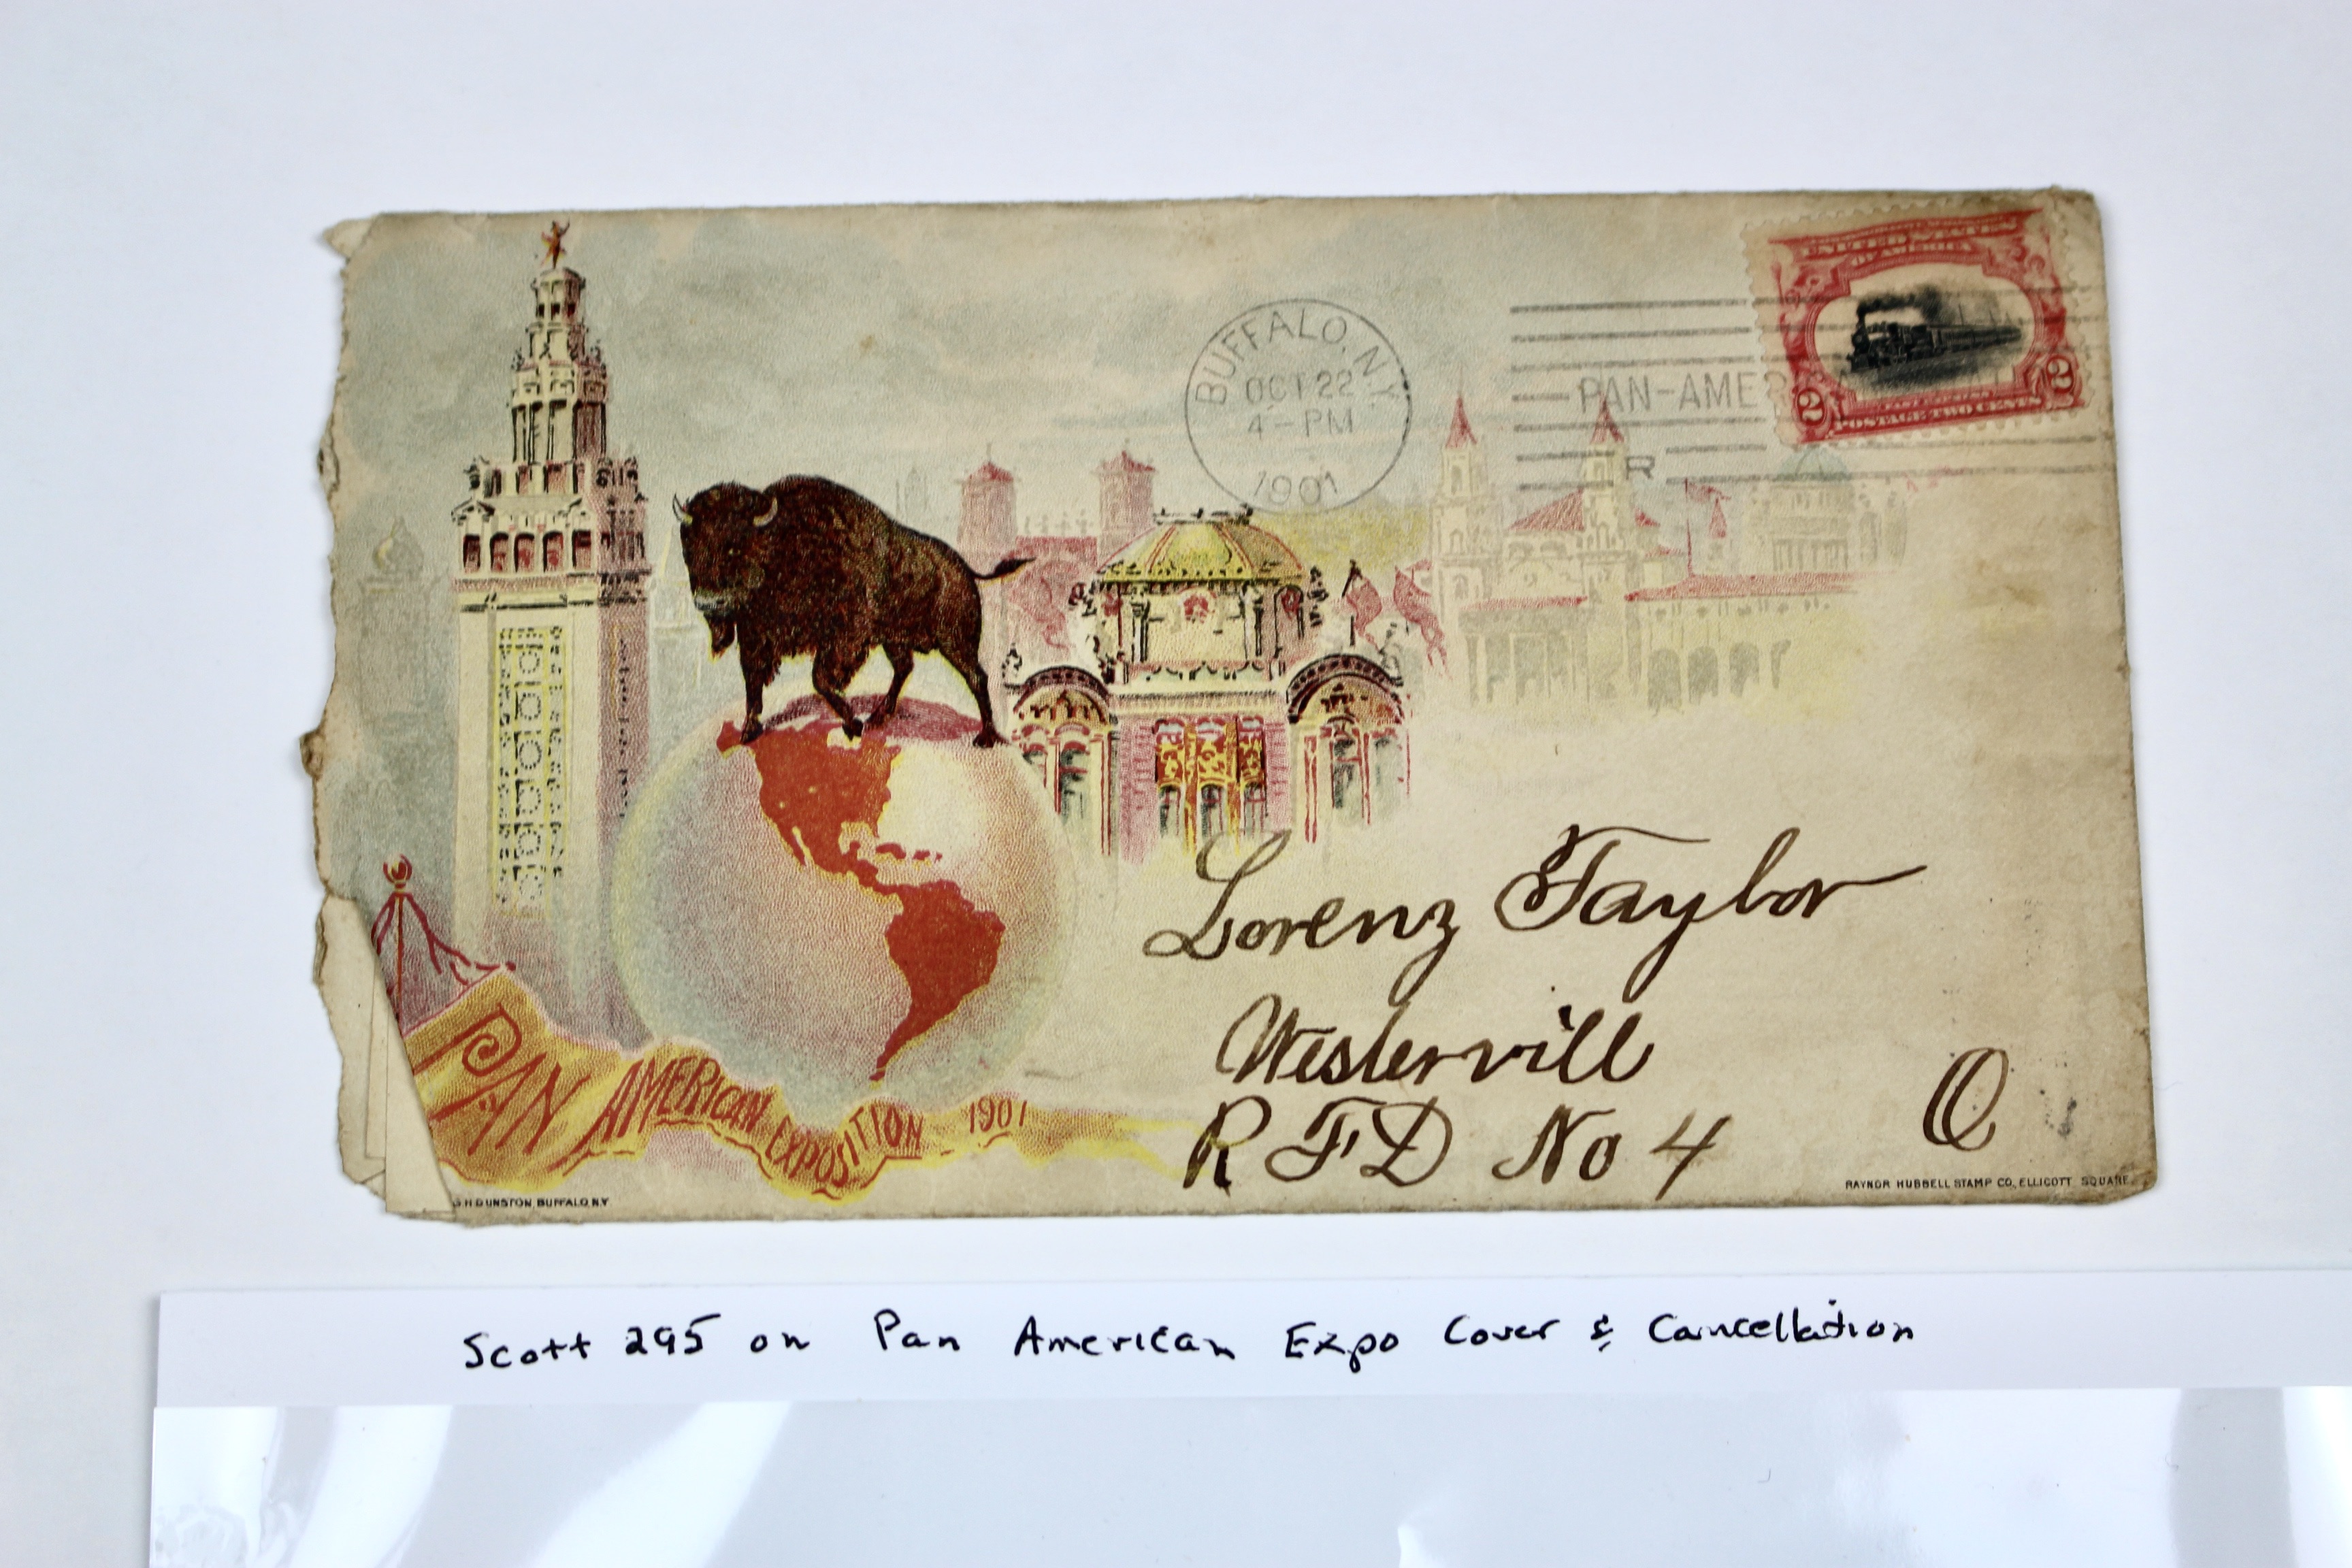 UNITED STATES
OF AMERICA
2 2
POSTAGE TWO CENTS
BUFFALO, N.Y.
OCT 22
4 - PM
1901
PAN-AMER
R
Lorenz Taylor
Westervill
O
R F D No 4
PAN AMERICAN EXPOSITION 1901
G.H DUNSTON, BUFFALO, N.Y
RAYNOR HUBBELL STAMP CO., ELLICOTT SQUARE.
Scott 295 on Pan American Expo Cover & Cancellation